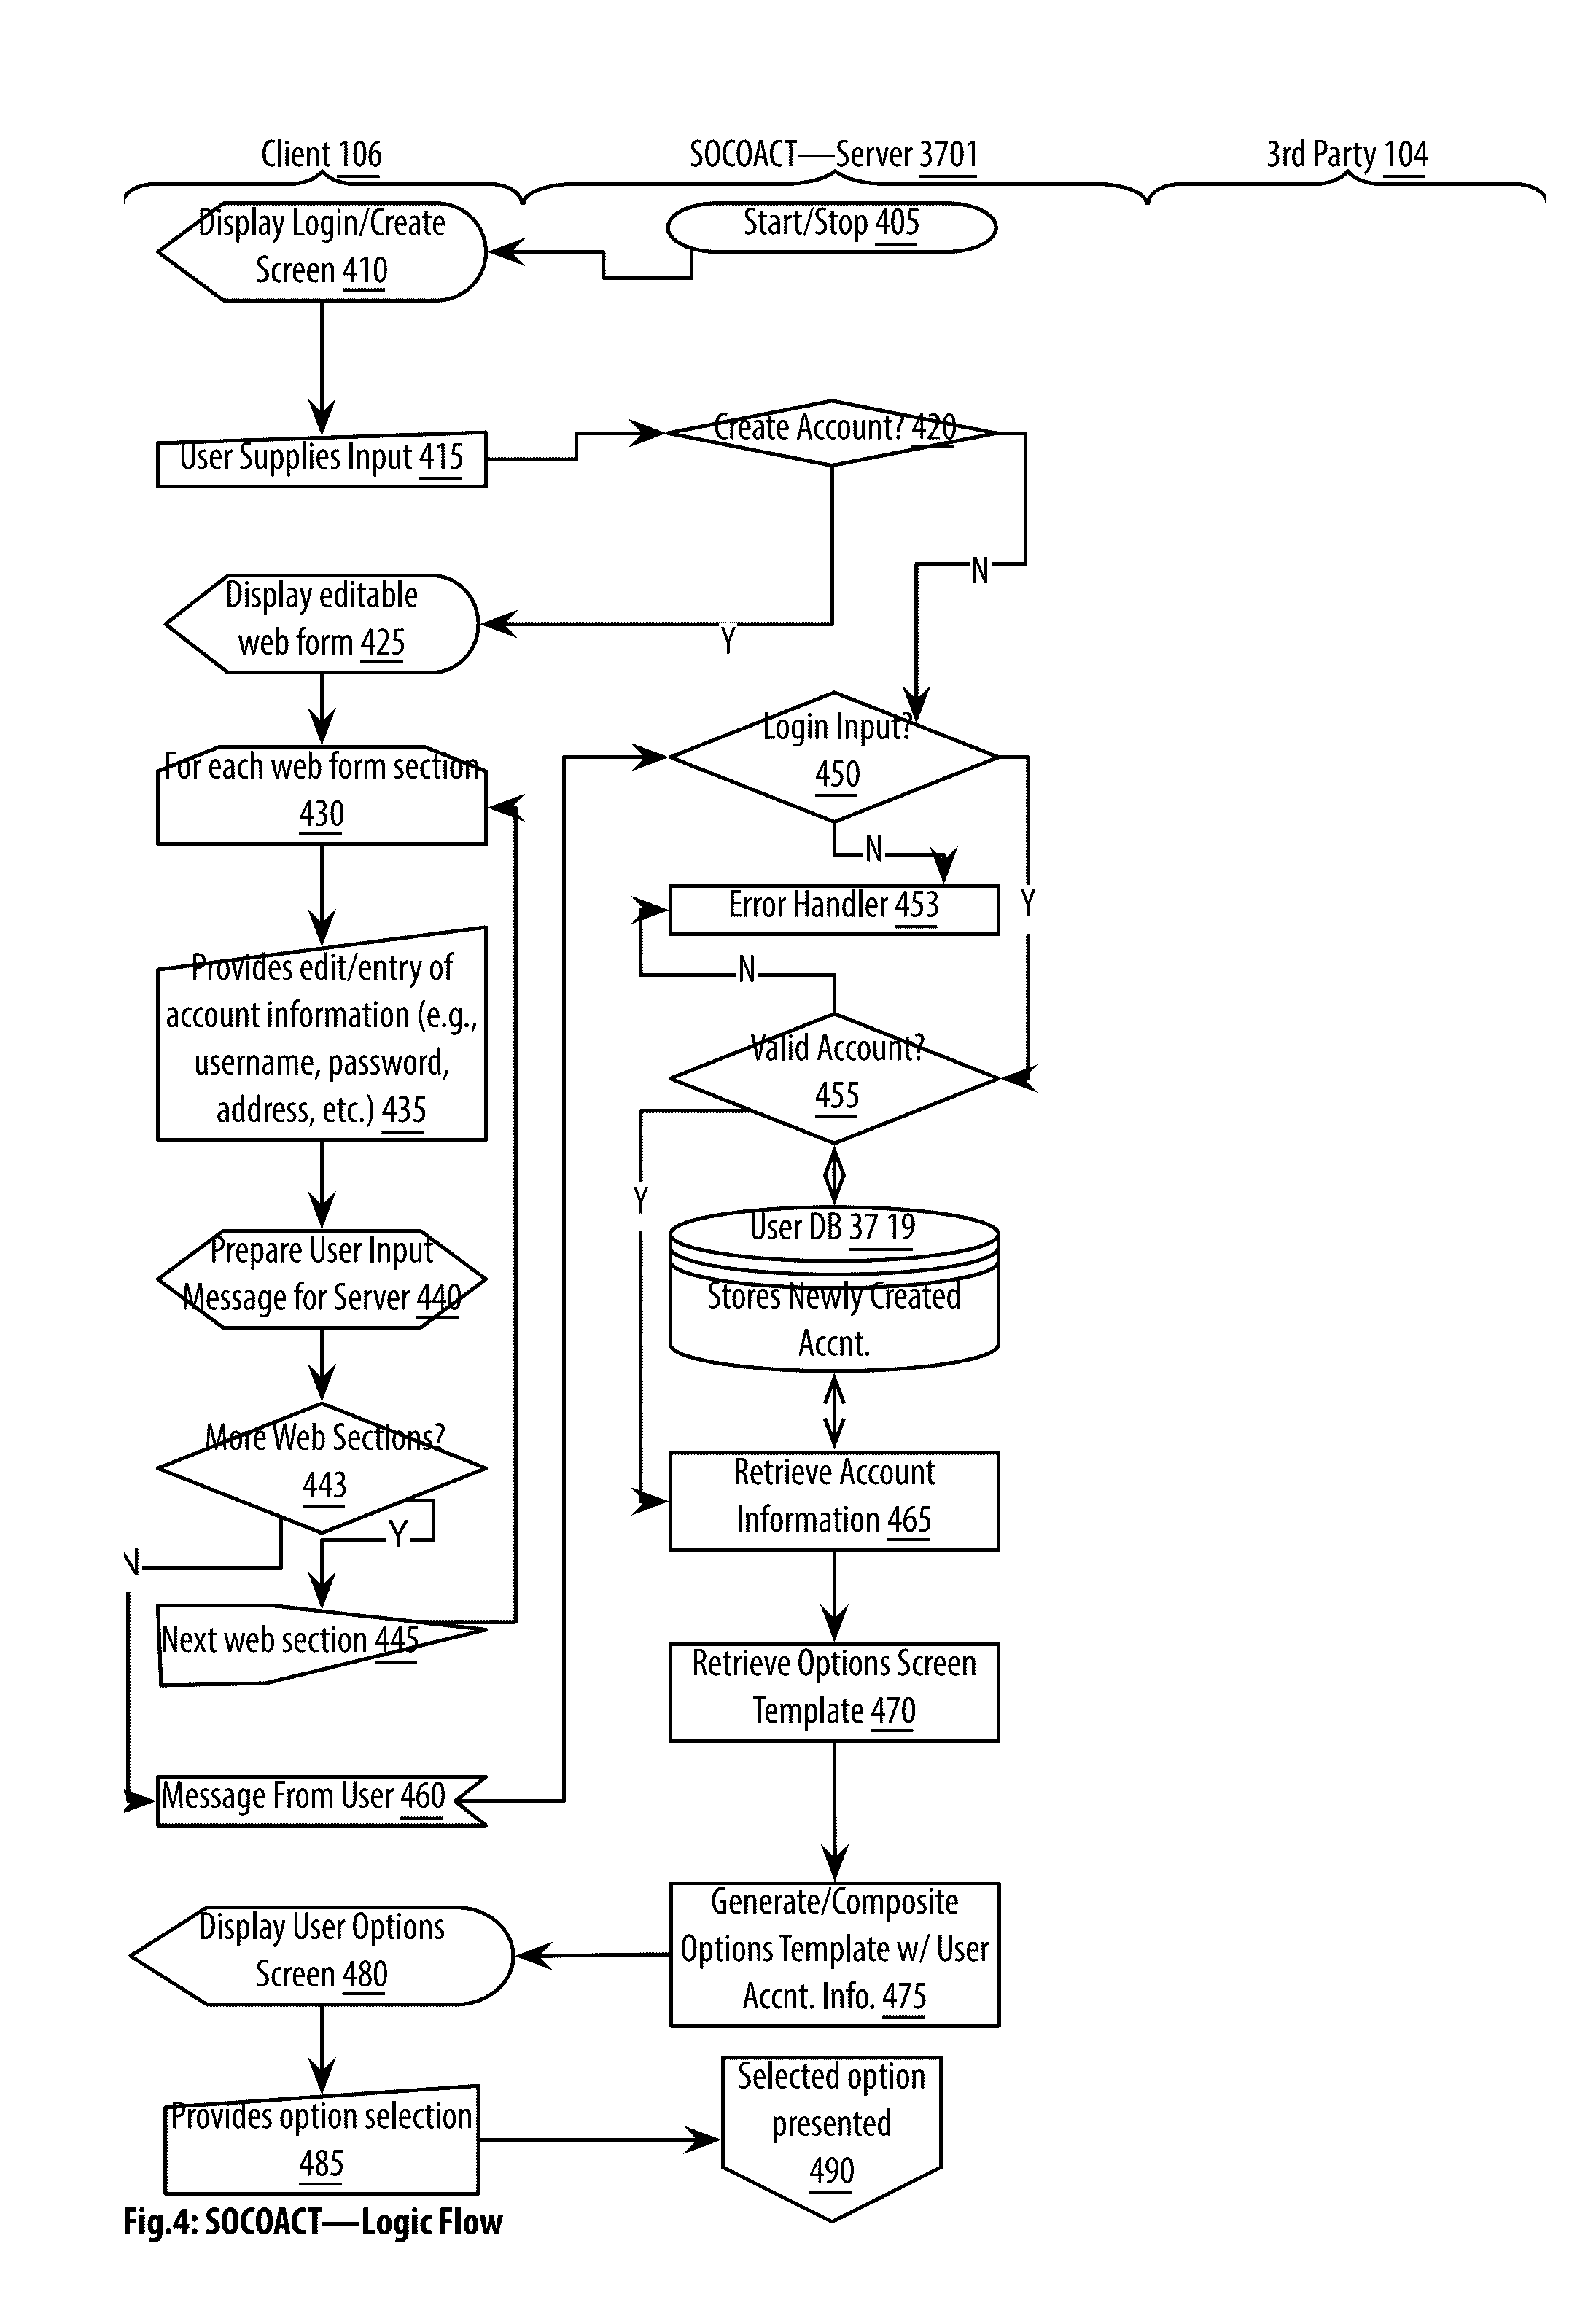 Client 106
SOCOACT—Server 3701
3rd Party 104
Display Login/Create
Screen 410
Start/Stop 405
User Supplies Input 415
Create Account? 420
N
Y
Display editable
web form 425
For each web form section
430
Provides edit/entry of
account information (e.g.,
username, password,
address, etc.) 435
Prepare User Input
Message for Server 440
More Web Sections?
443
Y
N
Next web section 445
Message From User 460
Login Input?
450
N
Y
Error Handler 453
N
Valid Account?
455
Y
User DB 37 19
Stores Newly Created
Accnt.
Retrieve Account
Information 465
Retrieve Options Screen
Template 470
Generate/Composite
Options Template w/ User
Accnt. Info. 475
Display User Options
Screen 480
Provides option selection
485
Selected option
presented
490
Fig.4: SOCOACT—Logic Flow